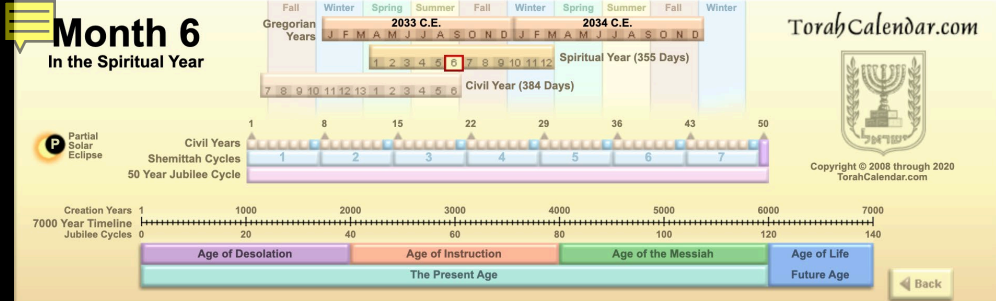 Month 6
In the Spiritual Year
Fall Winter Spring Summer Fall Winter Spring Summer Fall Winter
Gregorian Years
2033 C.E. 2034 C.E.
J F M A M J J A S O N D J F M A M J J A S O N D
1 2 3 4 5 6 7 8 9 10 11 12 Spiritual Year (355 Days)
7 8 9 10 11 12 13 1 2 3 4 5 6 Civil Year (384 Days)
TorahCalendar.com
ישראל
Copyright © 2008 through 2020
TorahCalendar.com
P
Partial
Solar
Eclipse
1 8 15 22 29 36 43 50
Civil Years
Shemittah Cycles 1 2 3 4 5 6 7
50 Year Jubilee Cycle
Creation Years 1 1000 2000 3000 4000 5000 6000 7000
7000 Year Timeline
Jubilee Cycles 0 20 40 60 80 100 120 140
Age of Desolation Age of Instruction Age of the Messiah Age of Life
The Present Age Future Age
Back